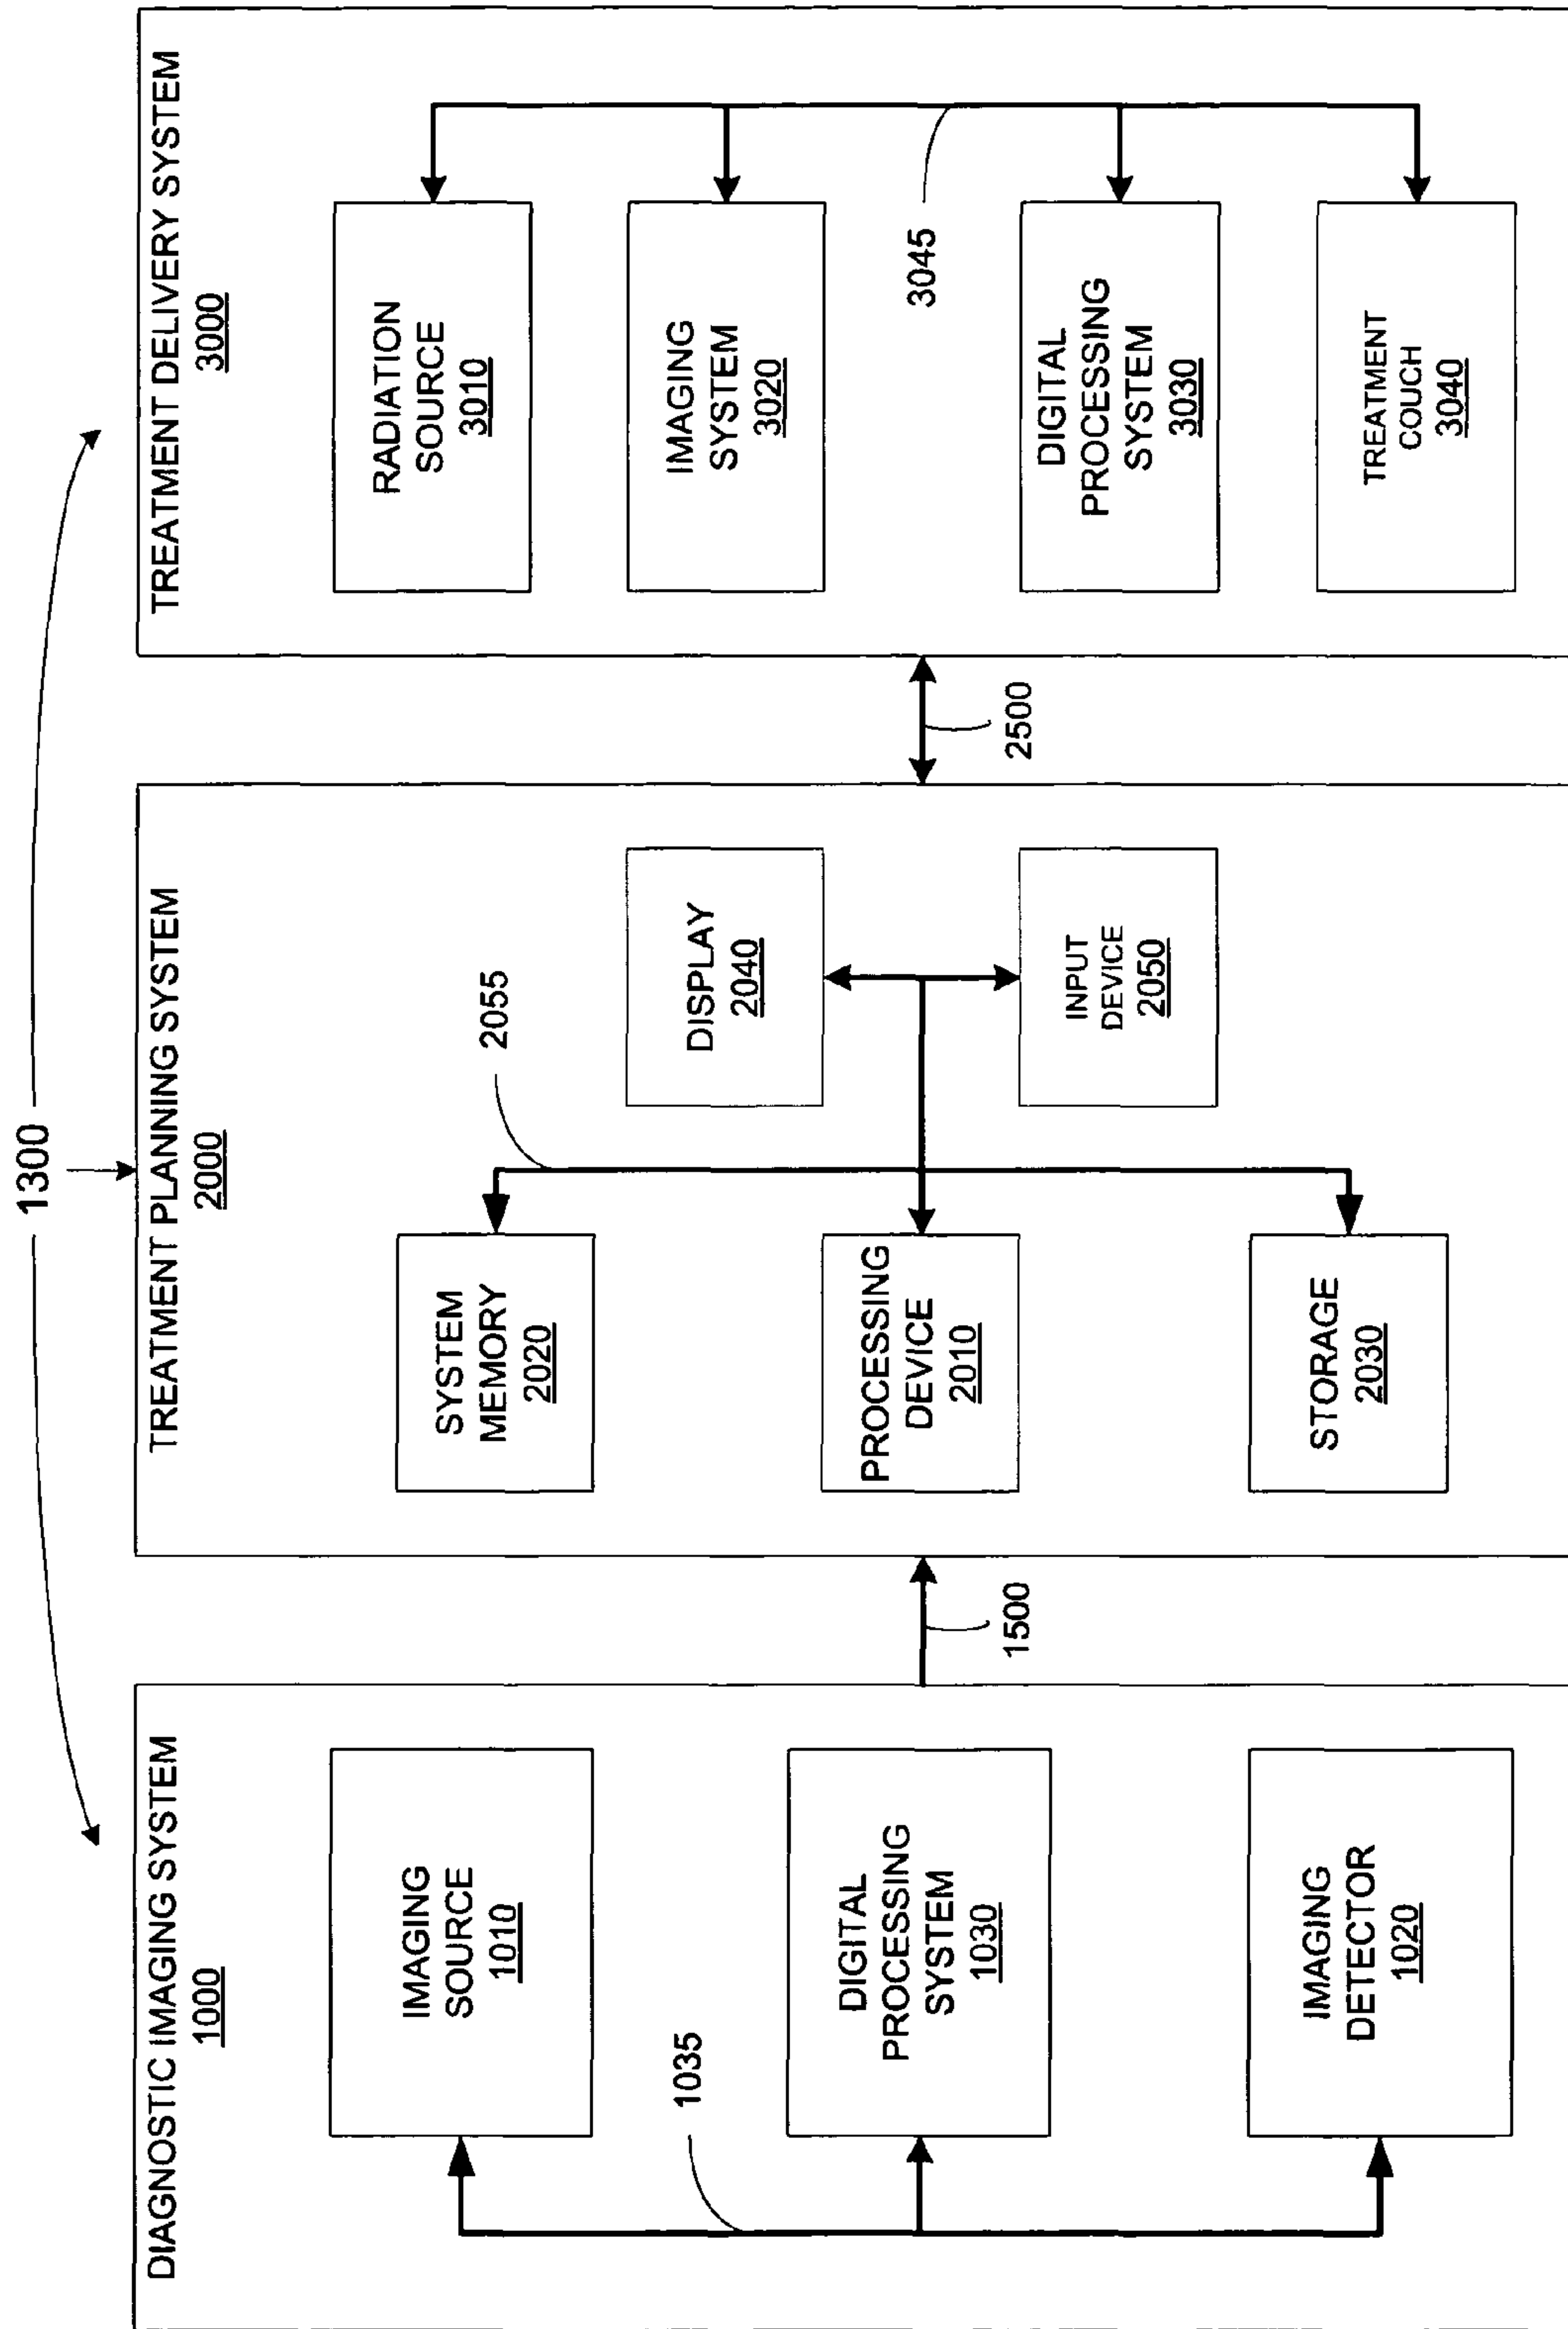 1300
DIAGNOSTIC IMAGING SYSTEM
1000
IMAGING
SOURCE
1010
1035
DIGITAL
PROCESSING
SYSTEM
1030
IMAGING
DETECTOR
1020
1500
TREATMENT PLANNING SYSTEM
2000
2055
SYSTEM
MEMORY
2020
DISPLAY
2040
PROCESSING
DEVICE
2010
INPUT
DEVICE
2050
STORAGE
2030
2500
TREATMENT DELIVERY SYSTEM
3000
RADIATION
SOURCE
3010
IMAGING
SYSTEM
3020
3045
DIGITAL
PROCESSING
SYSTEM
3030
TREATMENT
COUCH
3040